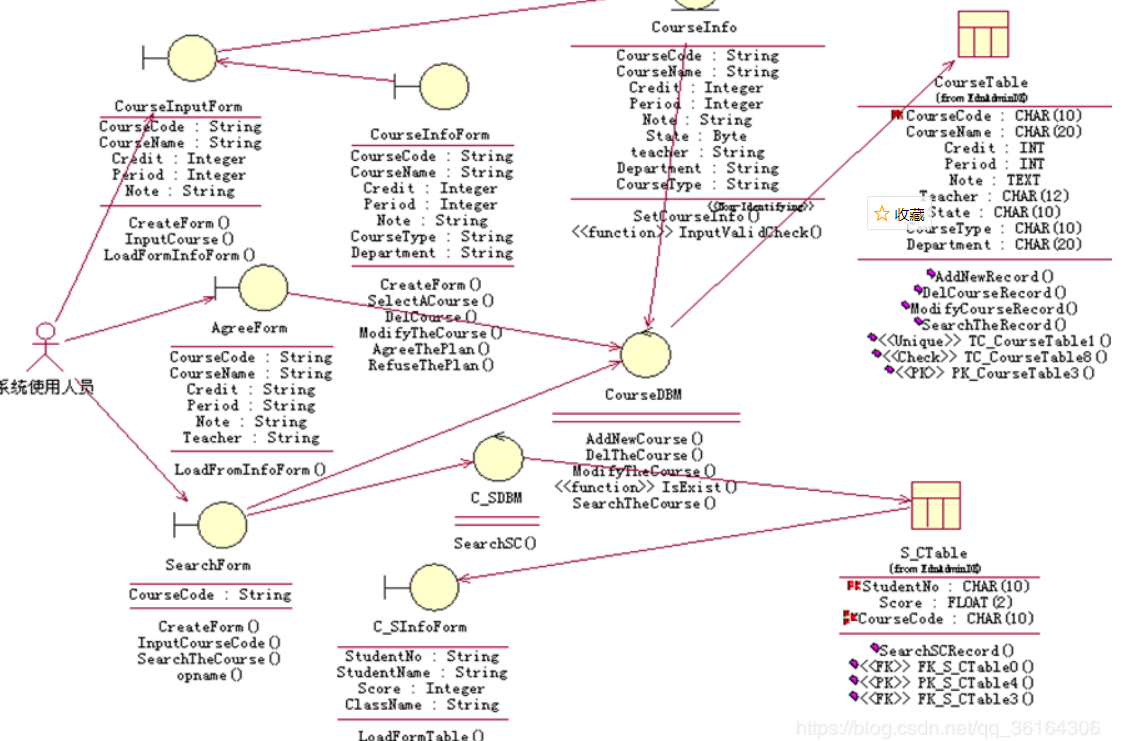 CourseInputForm
CourseCode : String
CourseName : String
Credit : Integer
Period : Integer
Note : String
CreateForm()
InputCourse()
LoadFormInfoForm()
CourseInfoForm
CourseCode : String
CourseName : String
Credit : Integer
Period : Integer
Note : String
CourseType : String
Department : String
CreateForm()
SelectACourse()
DelCourse()
ModifyTheCourse()
AgreeThePlan()
RefuseThePlan()
CourseInfo
CourseCode : String
CourseName : String
Credit : Integer
Period : Integer
Note : String
State : Byte
teacher : String
Department : String
CourseType : String
<<Non-Identifying>>
SetCourseInfo()
<<function>> InputValidCheck()
CourseTable
(from
CourseCode : CHAR(10)
CourseName : CHAR(20)
Credit : INT
Period : INT
Note : TEXT
Teacher : CHAR(12)
State : CHAR(10)
CourseType : CHAR(10)
Department : CHAR(20)
AddNewRecord()
DelCourseRecord()
ModifyCourseRecord()
SearchTheRecord()
<<Unique>> TC_CourseTable1()
<<Check>> TC_CourseTable8()
<<PK>> PK_CourseTable3()
收藏
系统使用人员
AgreeForm
CourseCode : String
CourseName : String
Credit : String
Period : String
Note : String
Teacher : String
LoadFromInfoForm()
CourseDBM
AddNewCourse()
DelTheCourse()
ModifyTheCourse()
<<function>> IsExist()
SearchTheCourse()
C_SDBM
SearchSC()
SearchForm
CourseCode : String
CreateForm()
InputCourseCode()
SearchTheCourse()
opname()
C_SInfoForm
StudentNo : String
StudentName : String
Score : Integer
ClassName : String
LoadFormTable()
S_CTable
(from
StudentNo : CHAR(10)
Score : FLOAT(2)
CourseCode : CHAR(10)
SearchSCRecord()
<<FK>> FK_S_CTable0()
<<PK>> PK_S_CTable4()
<<FK>> FK_S_CTable3()
https://blog.csdn.net/qq_36164306